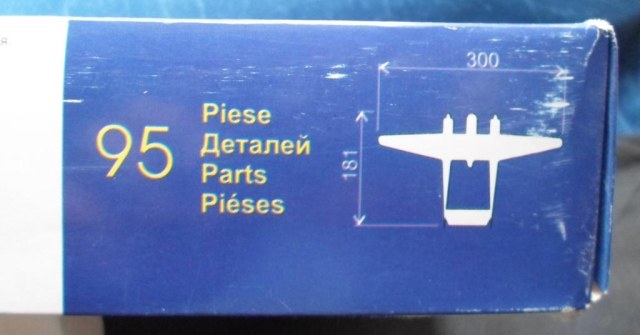 95
Piese
Деталей
Parts
Piéses
300
181